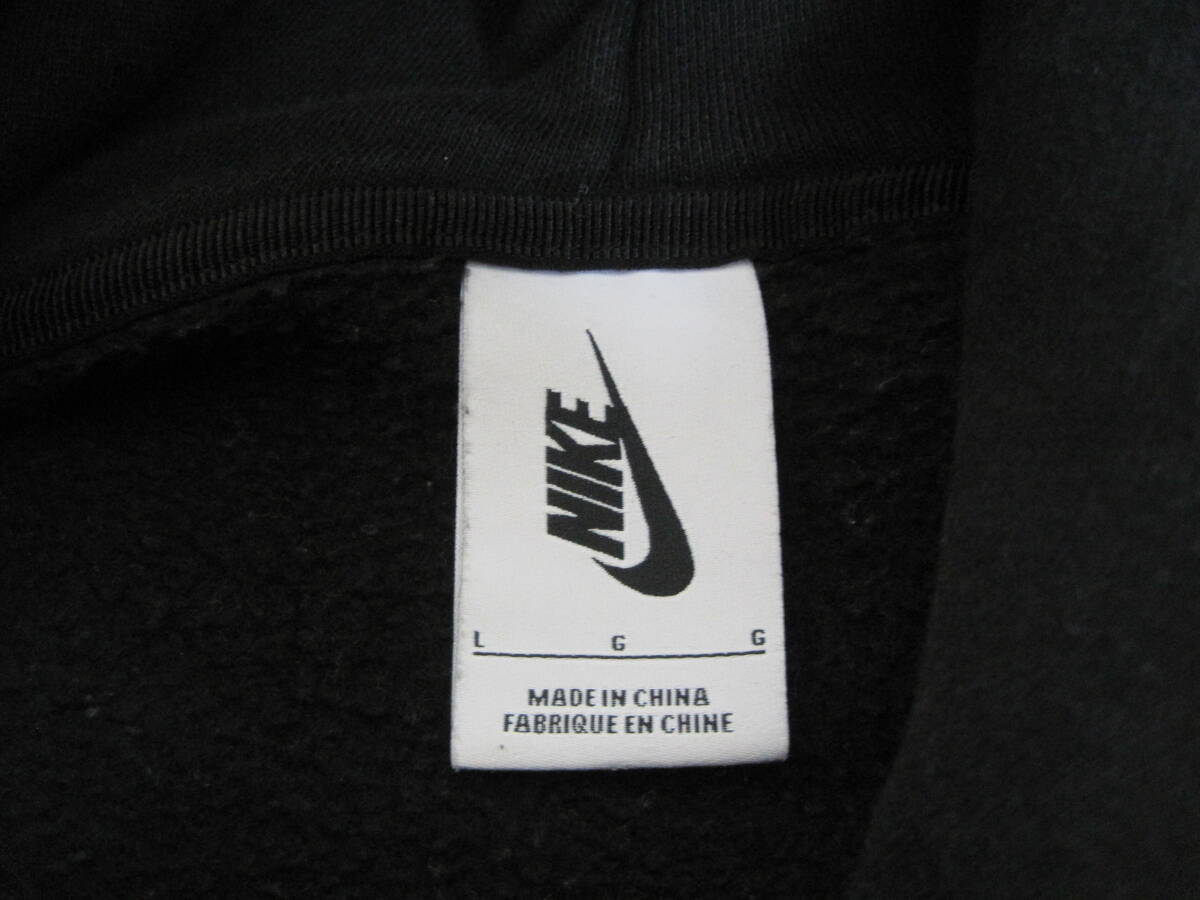 NIKE
L G G
MADE IN CHINA
FABRIQUE EN CHINE